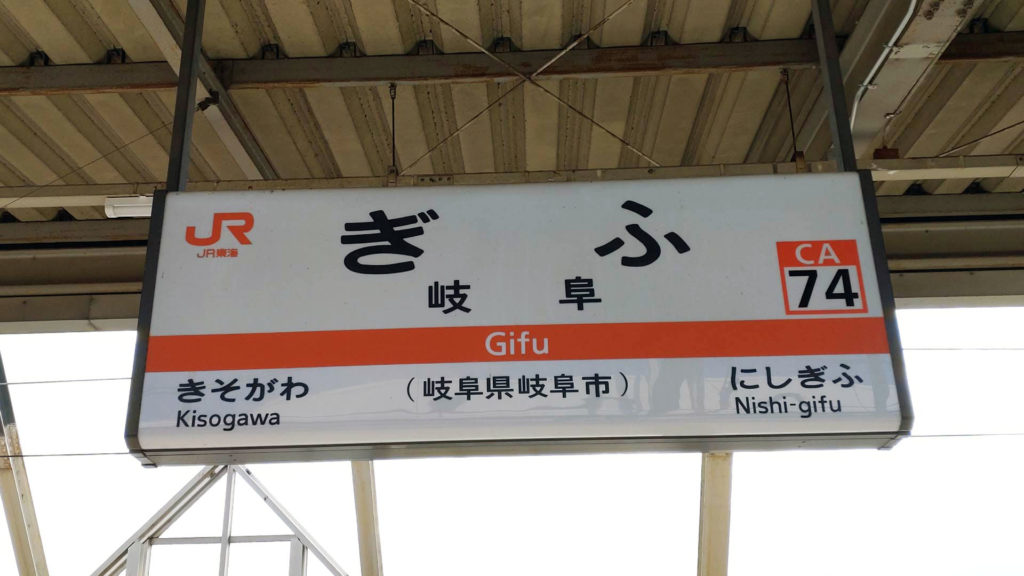 JR
JR東海
ぎふ
岐阜
CA
74
Gifu
きそがわ
Kisogawa
（岐阜県岐阜市）
にしぎふ
Nishi-gifu